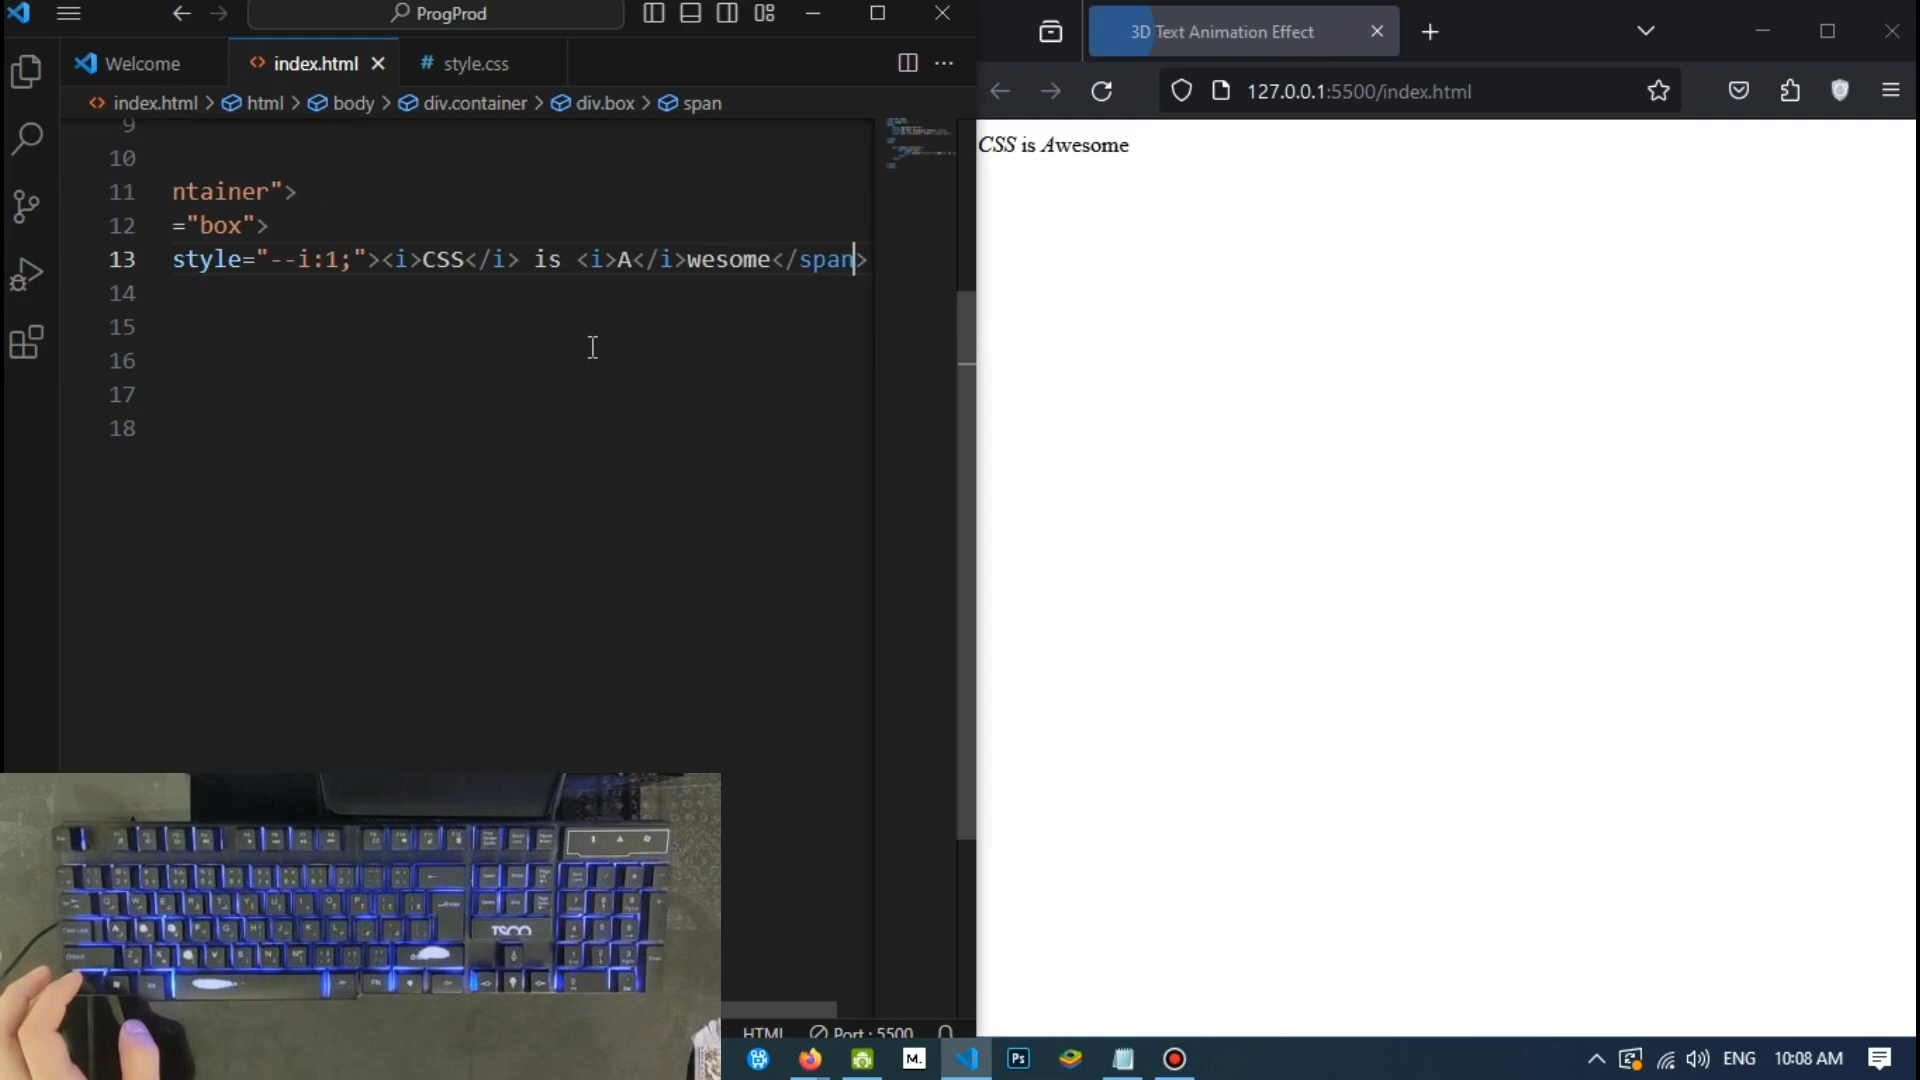 ProgProd
Welcome
index.html
style.css
index.html > html > body > div.container > div.box > span
9
10
11 ntainer">
12 ="box">
13 style="--i:1;"><i>CSS</i> is <i>A</i>wesome</span>
14
15
16
17
18
HTML Port : 5500
3D Text Animation Effect
127.0.0.1:5500/index.html
CSS is Awesome
TSCO
M.
Ps
ENG
10:08 AM